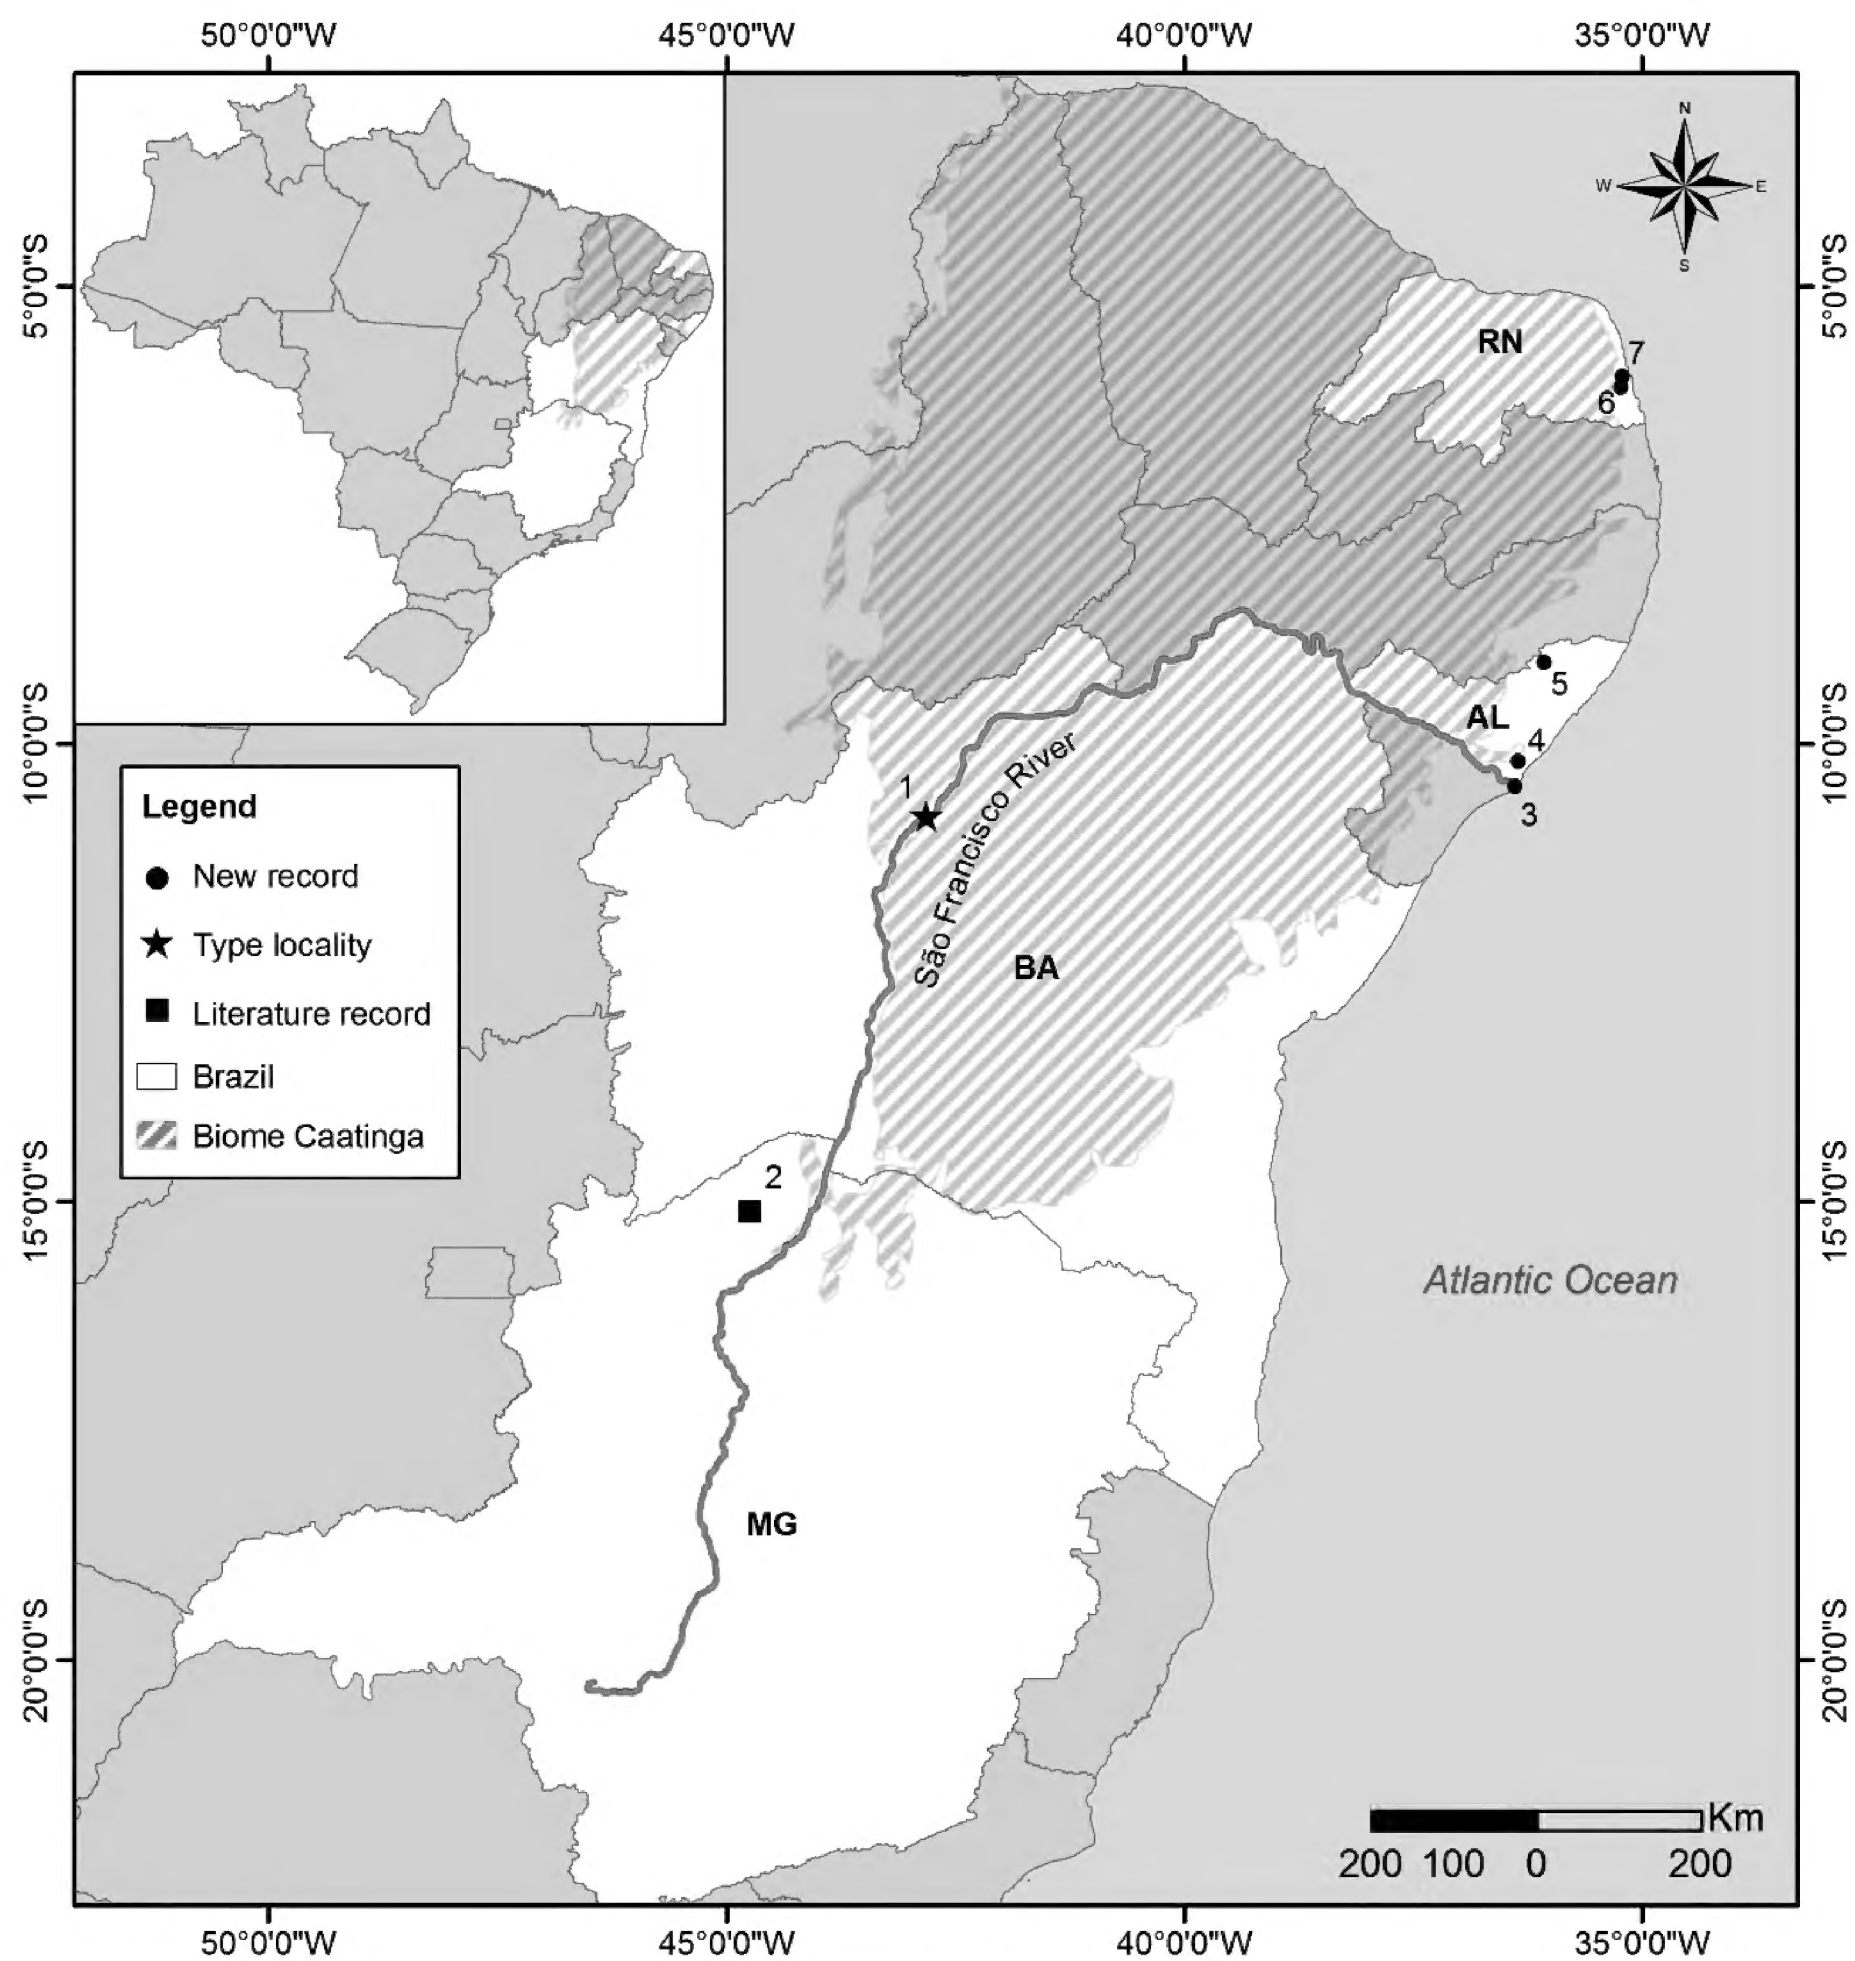 50°0'0"W 45°0'0"W 40°0'0"W 35°0'0"W
N
W E
S
5°0'0"S 5°0'0"S
RN
7
6
5
AL
4
3
10°0'0"S 10°0'0"S
1
São Francisco River
BA
Legend
New record
Type locality
Literature record
Brazil
Biome Caatinga
2
15°0'0"S 15°0'0"S
Atlantic Ocean
MG
20°0'0"S 20°0'0"S
Km
200 100 0 200
50°0'0"W 45°0'0"W 40°0'0"W 35°0'0"W